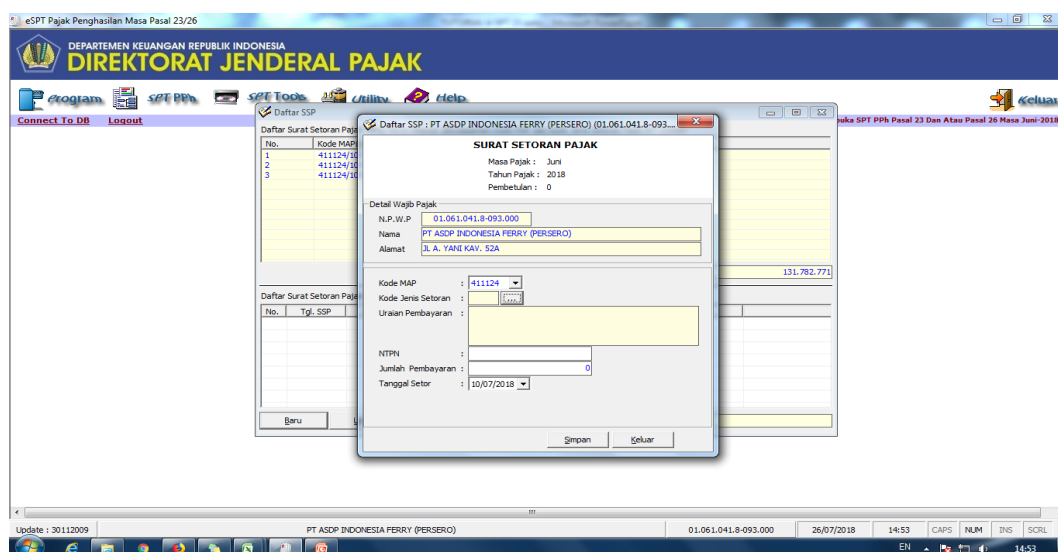 eSPT Pajak Penghasilan Masa Pasal 23/26
DEPARTEMEN KEUANGAN REPUBLIK INDONESIA
DIREKTORAT JENDERAL PAJAK
Program SPT PPh SPT Tools Utility Help Keluar
Connect To DB Logout
Buka SPT PPh Pasal 23 Dan Atau Pasal 26 Masa Juni-2018
Daftar SSP
Daftar Surat Setoran Paja
No. Kode MAP
1 411124/10
2 411124/10
3 411124/10
131.782.771
Daftar Surat Setoran Paja
No. Tgl. SSP
Baru
Daftar SSP : PT ASDP INDONESIA FERRY (PERSERO) (01.061.041.8-093....
SURAT SETORAN PAJAK
Masa Pajak : Juni
Tahun Pajak : 2018
Pembetulan : 0
Detail Wajib Pajak
N.P.W.P 01.061.041.8-093.000
Nama PT ASDP INDONESIA FERRY (PERSERO)
Alamat JL A. YANI KAV. 52A
Kode MAP : 411124
Kode Jenis Setoran : ...
Uraian Pembayaran :
NTPN :
Jumlah Pembayaran : 0
Tanggal Setor : 10/07/2018
Simpan Keluar
Update : 30112009 PT ASDP INDONESIA FERRY (PERSERO) 01.061.041.8-093.000 26/07/2018 14:53 CAPS NUM INS SCRL
EN 14:53